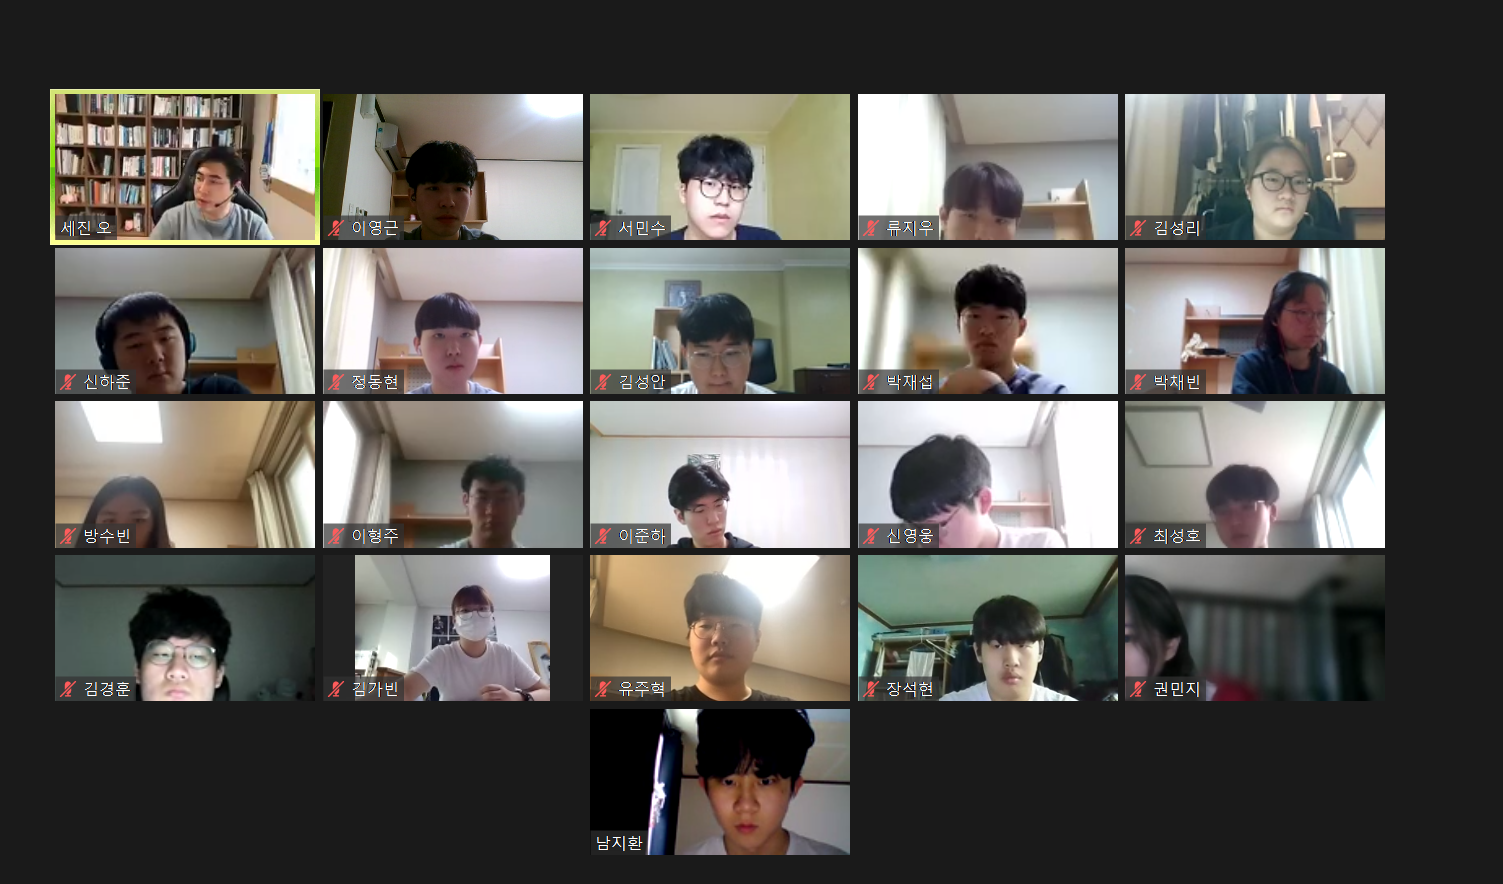 세진 오
이영근
서민수
류지우
김성리
신하준
정동현
김성안
박재섭
박채빈
방수빈
이형주
이준하
신영웅
최성호
김경훈
김가빈
유주혁
장석현
권민지
남지환